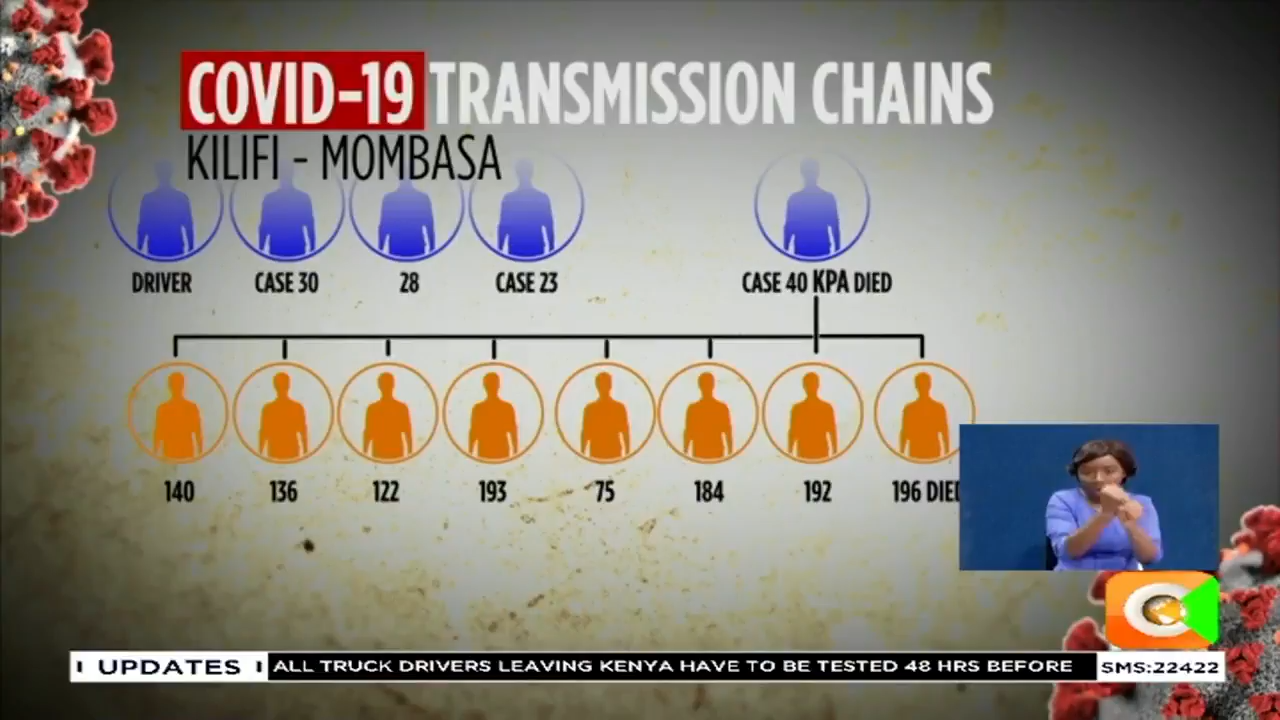 COVID-19 TRANSMISSION CHAINS
KILIFI - MOMBASA
DRIVER CASE 30 28 CASE 23 CASE 40 KPA DIED
140 136 122 193 75 184 192 196 DIED
UPDATES ALL TRUCK DRIVERS LEAVING KENYA HAVE TO BE TESTED 48 HRS BEFORE SMS:22422